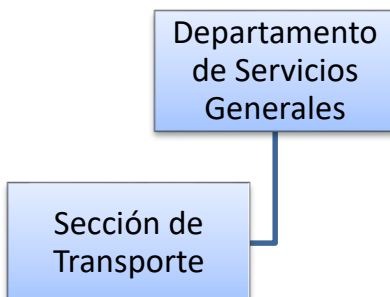 Departamento
de Servicios
Generales
Sección de
Transporte